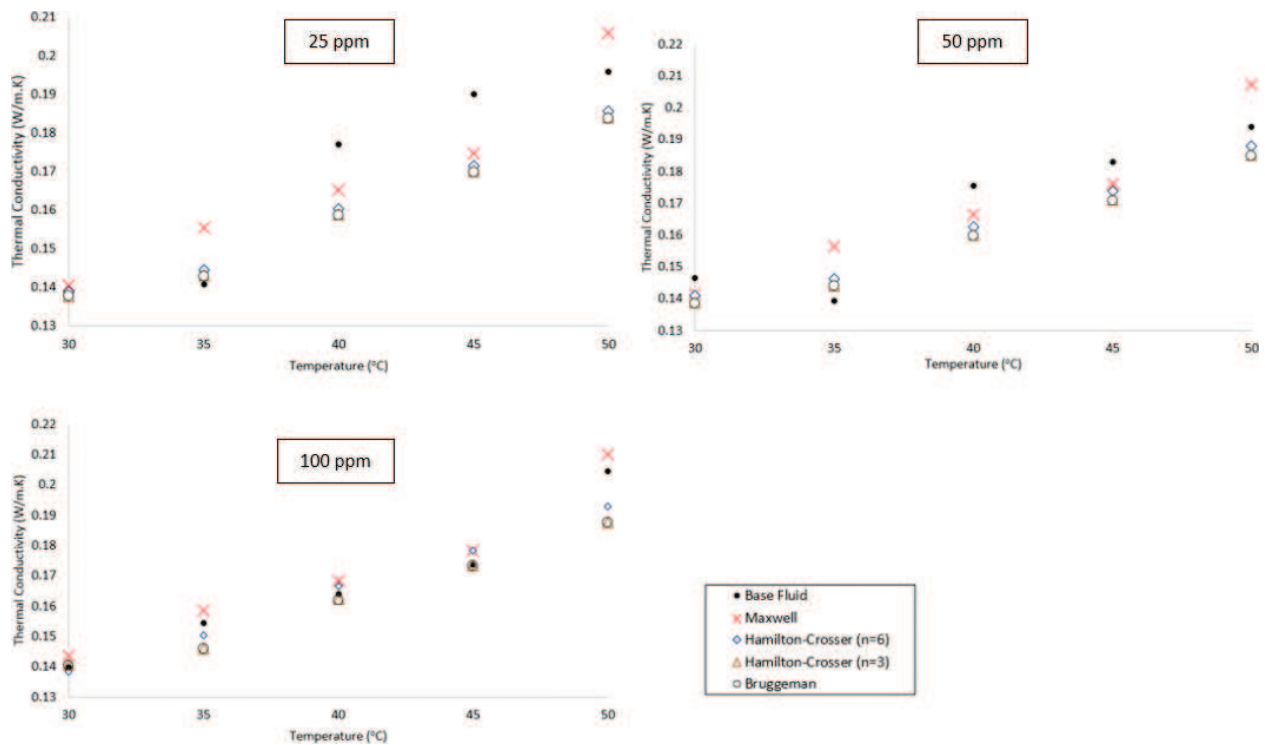 25 ppm
Thermal Conductivity (W/m.K)
0.21
0.2
0.19
0.18
0.17
0.16
0.15
0.14
0.13
30 35 40 45 50
Temperature (°C)
50 ppm
Thermal Conductivity (W/m.K)
0.22
0.21
0.2
0.19
0.18
0.17
0.16
0.15
0.14
0.13
30 35 40 45 50
Temperature (°C)
100 ppm
Thermal Conductivity (W/m.K)
0.22
0.21
0.2
0.19
0.18
0.17
0.16
0.15
0.14
0.13
30 35 40 45 50
Temperature (°C)
Base Fluid
Maxwell
Hamilton-Crosser (n=6)
Hamilton-Crosser (n=3)
Bruggeman